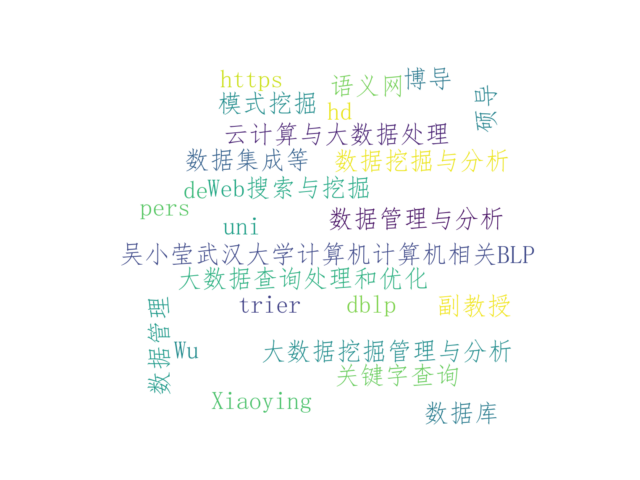 https
语义网
博导
模式挖掘
hd
硕导
云计算与大数据处理
数据集成等
数据挖掘与分析
de
Web搜索与挖掘
pers
uni
数据管理与分析
吴小莹武汉大学计算机计算机相关BLP
大数据查询处理和优化
trier
dblp
副教授
数据管理
Wu
大数据挖掘管理与分析
关键字查询
Xiaoying
数据库